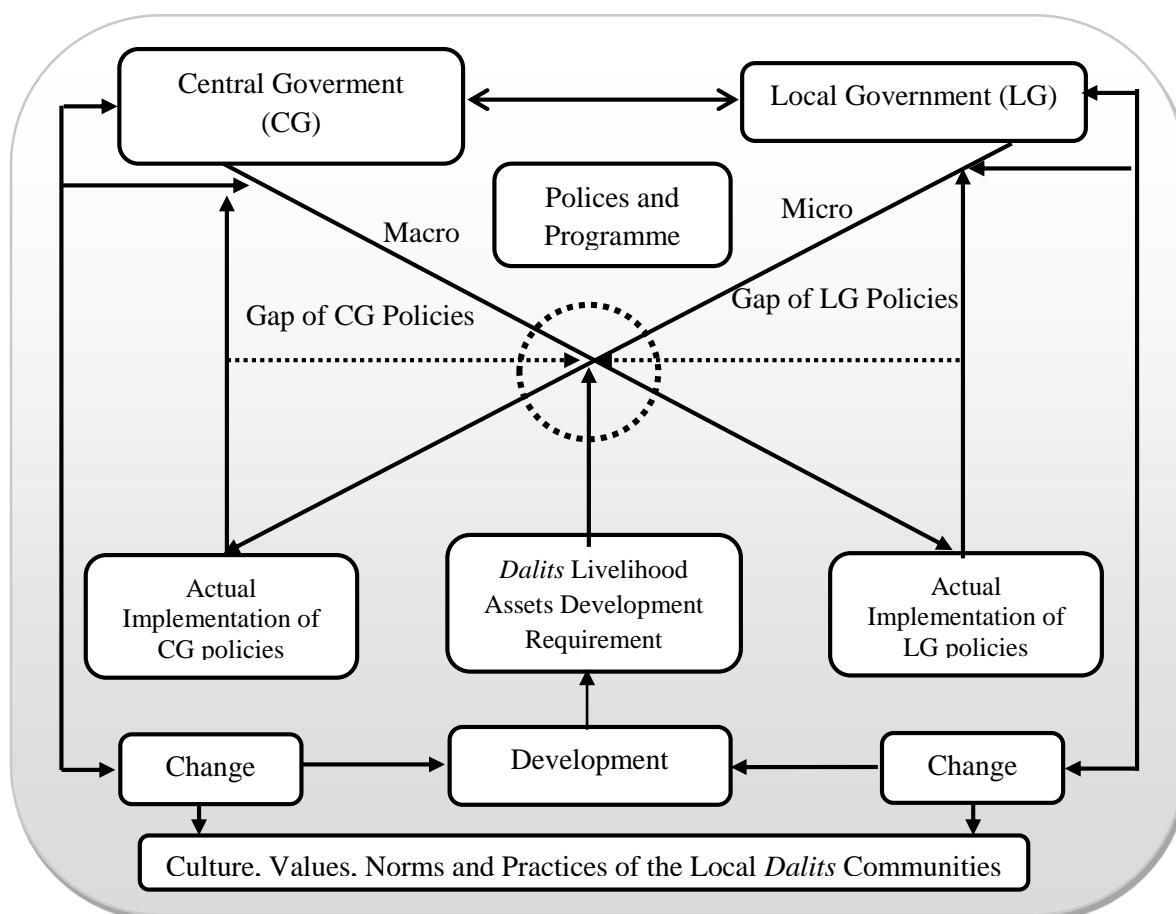 Central Goverment
(CG)
Local Government (LG)
Polices and
Programme
Macro
Micro
Gap of CG Policies
Gap of LG Policies
Actual
Implementation of
CG policies
Dalits Livelihood
Assets Development
Requirement
Actual
Implementation of
LG policies
Change
Development
Change
Culture, Values, Norms and Practices of the Local Dalits Communities